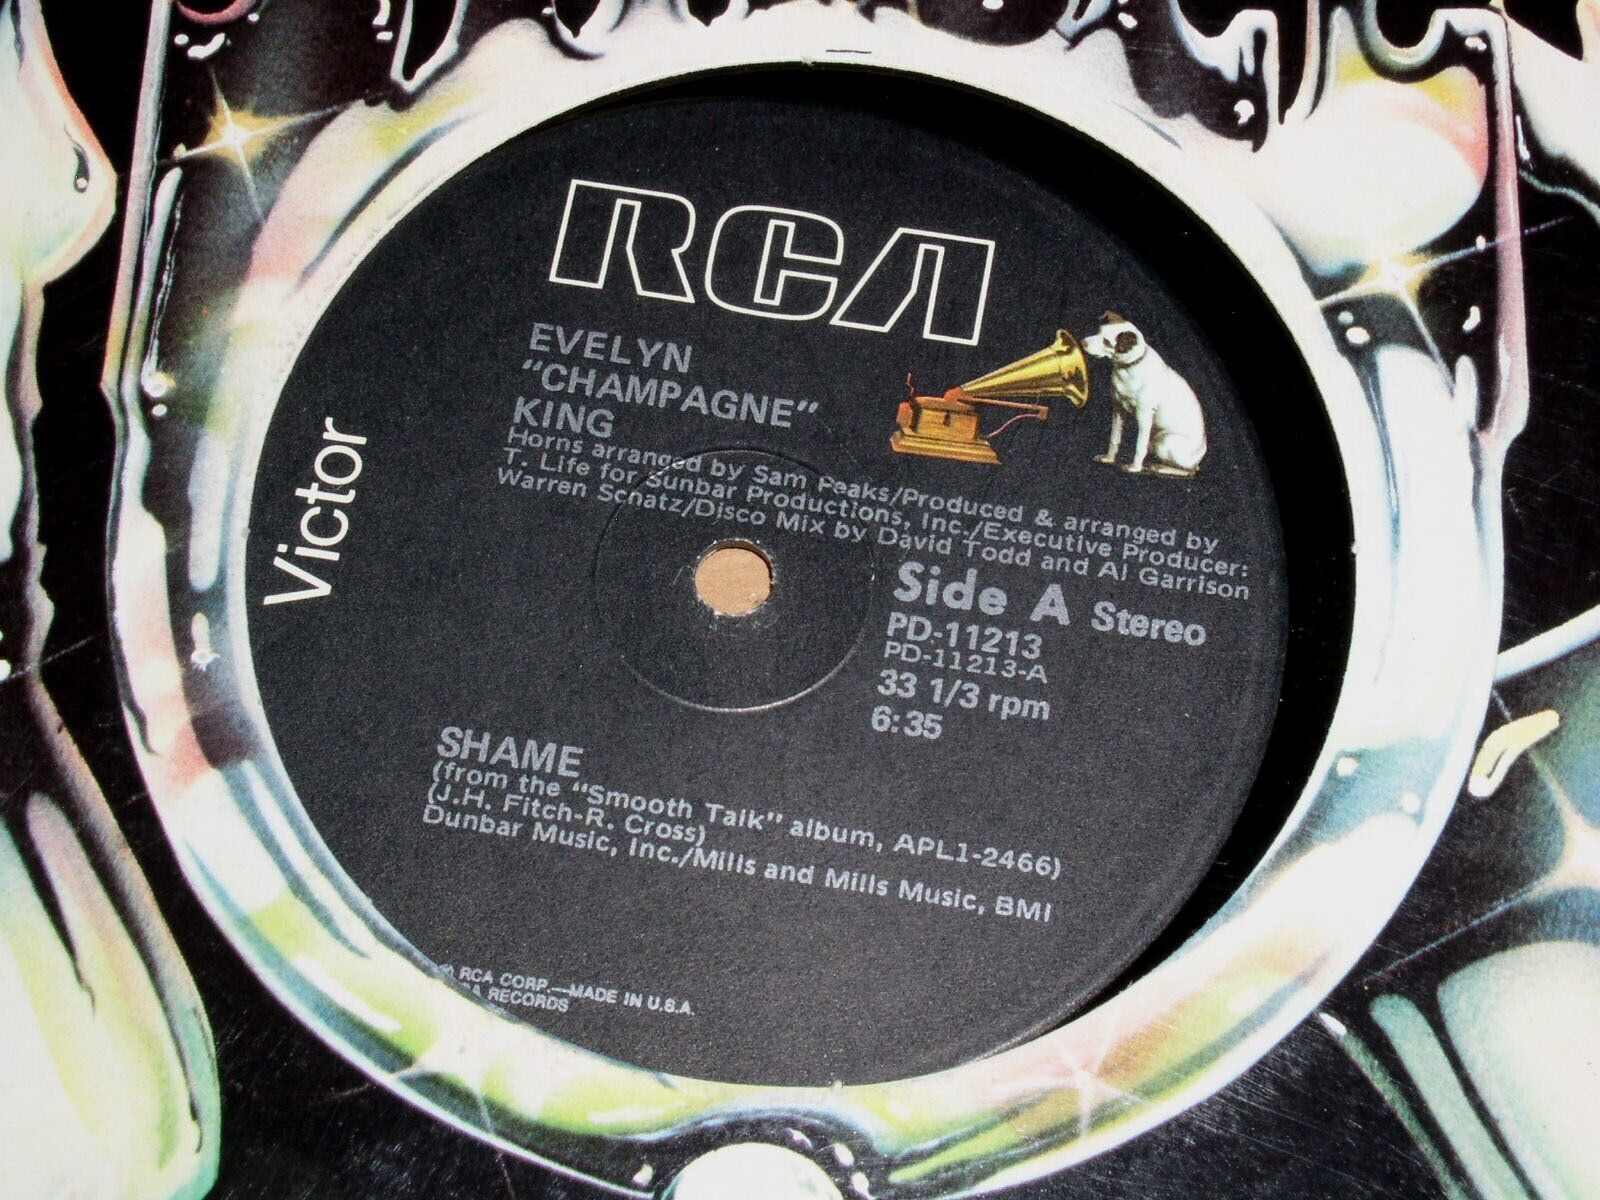 RCA
Victor
EVELYN
"CHAMPAGNE"
KING
Horns arranged by Sam Peaks/Produced & arranged by
T. Life for Sunbar Productions, Inc./Executive Producer:
Warren Schatz/Disco Mix by David Todd and Al Garrison
Side A Stereo
PD-11213
PD-11213-A
33 1/3 rpm
6:35
SHAME
(from the "Smooth Talk" album, APL1-2466)
(J.H. Fitch-R. Cross)
Dunbar Music, Inc./Mills and Mills Music, BMI
RCA CORP.—MADE IN U.S.A.
RECORDS